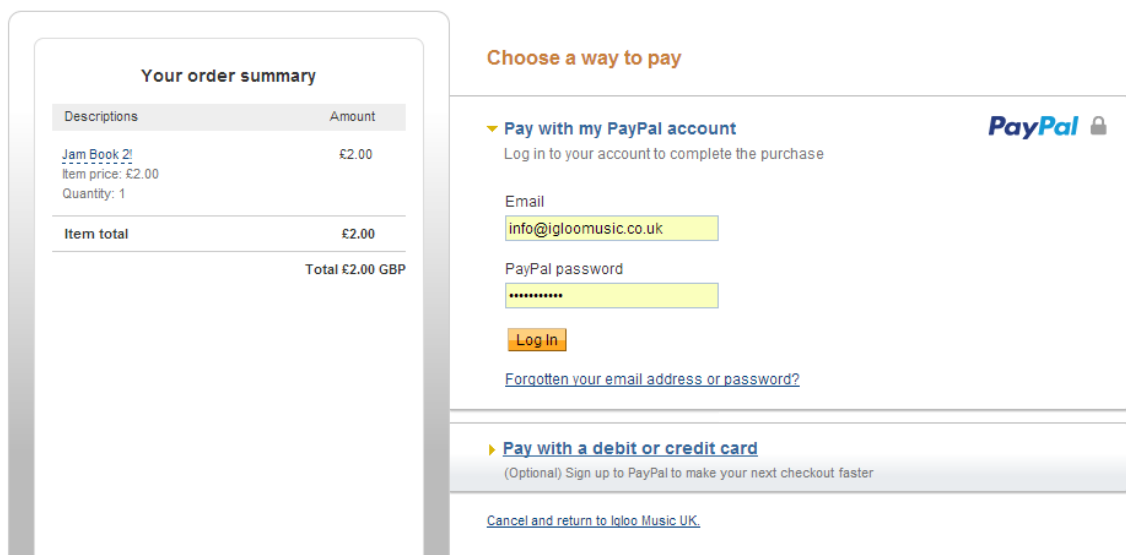 Your order summary
Descriptions Amount
Jam Book 2! £2.00
Item price: £2.00
Quantity: 1
Item total £2.00
Total £2.00 GBP
Choose a way to pay
Pay with my PayPal account PayPal
Log in to your account to complete the purchase
Email
info@igloomusic.co.uk
PayPal password
•••••••••••
Log In
Forgotten your email address or password?
Pay with a debit or credit card
(Optional) Sign up to PayPal to make your next checkout faster
Cancel and return to Igloo Music UK.